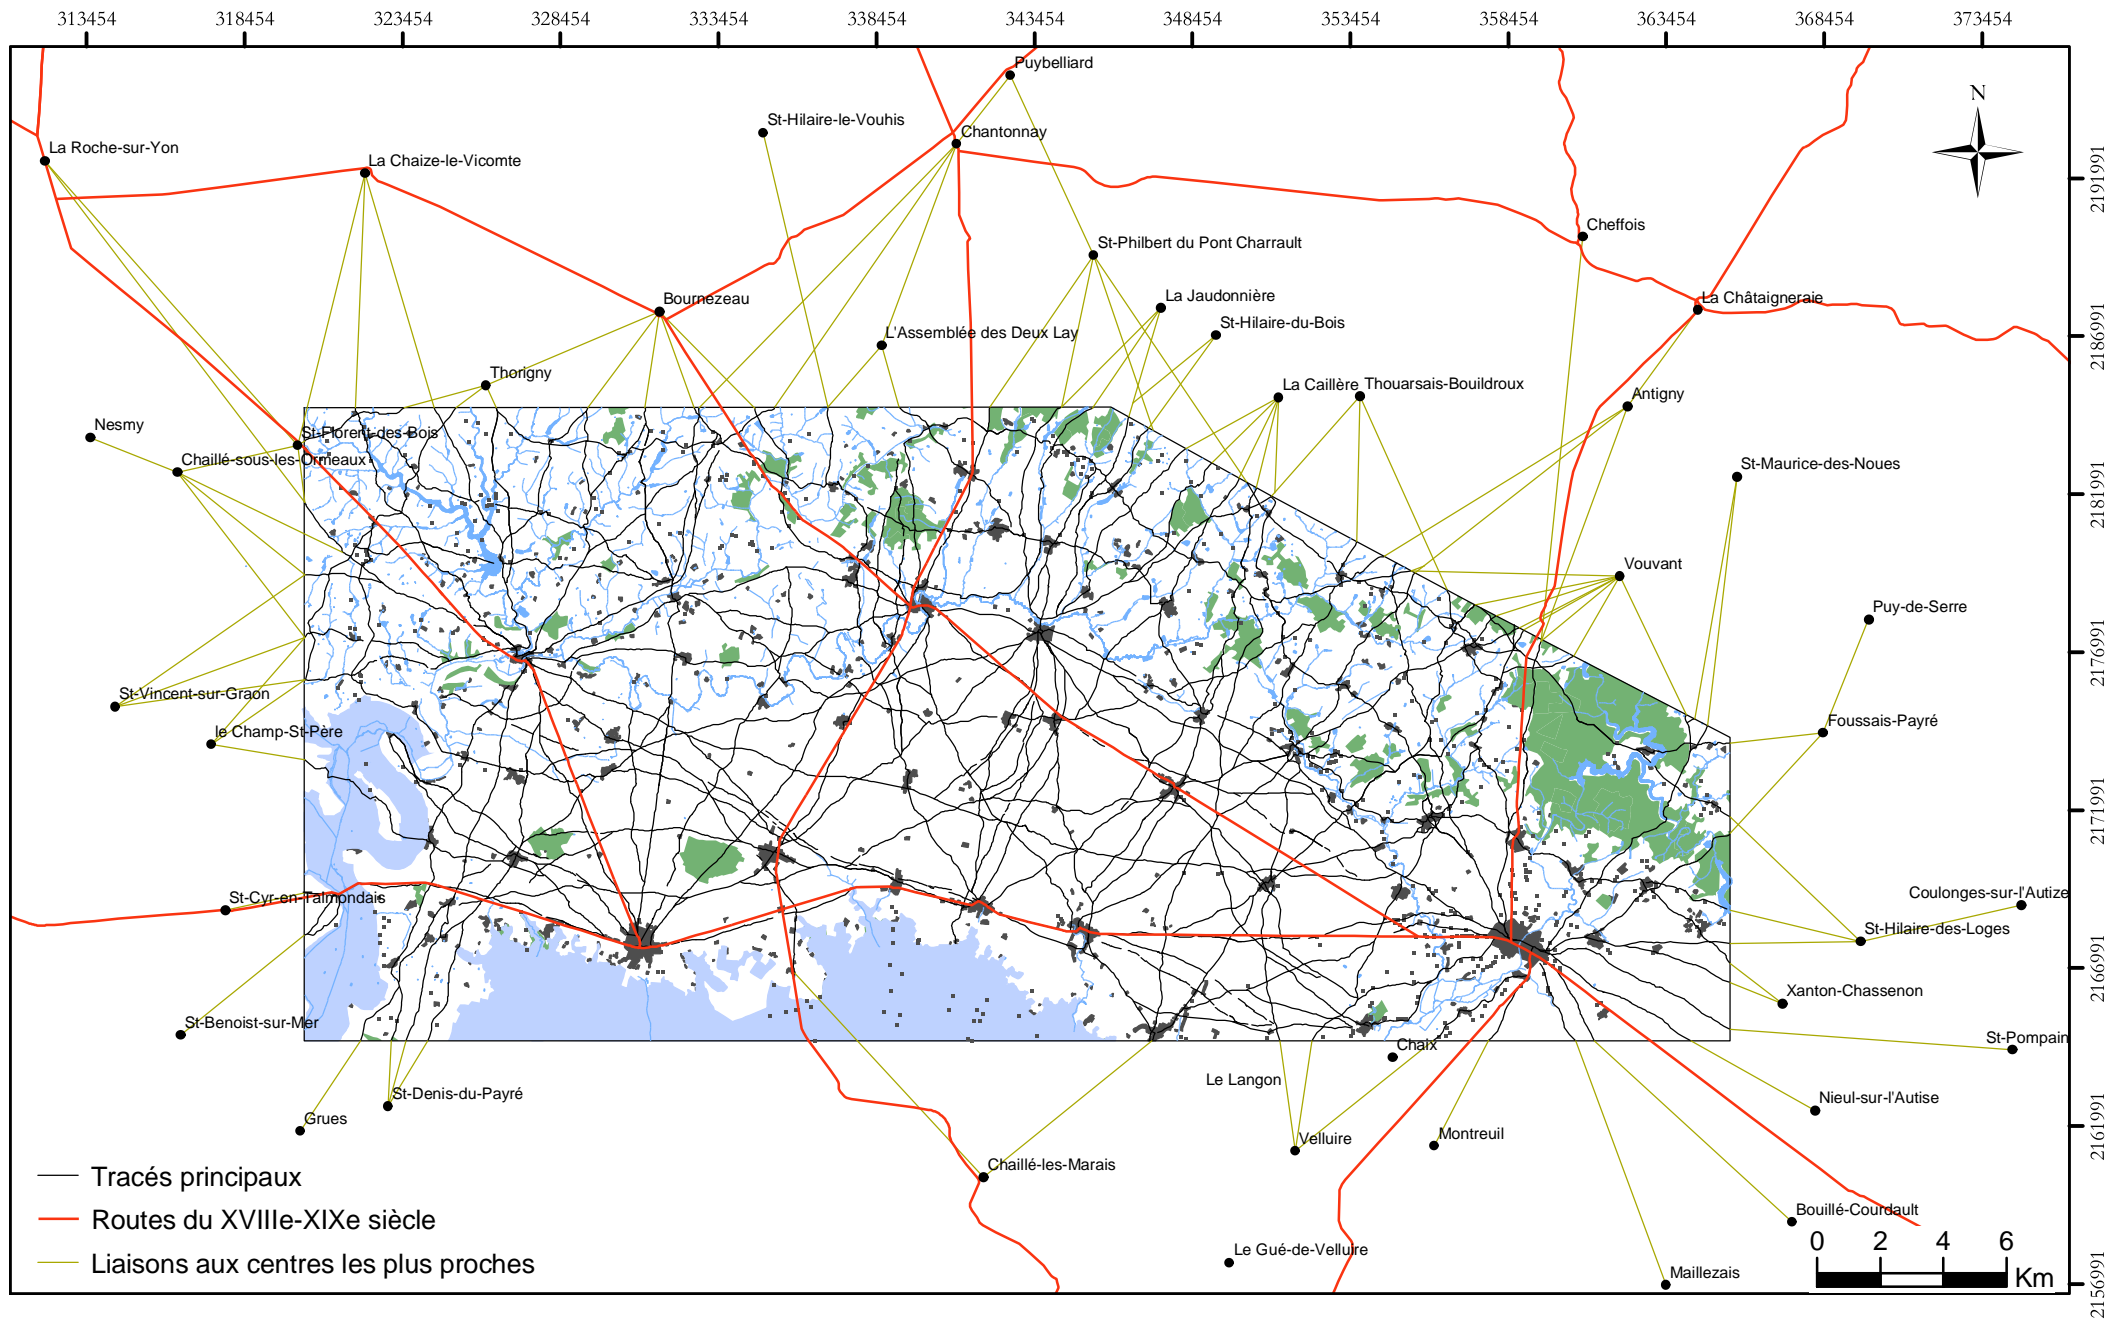 313454 318454 323454 328454 333454 338454 343454 348454 353454 358454 363454 368454 373454
Puybelliard
N
St-Hilaire-le-Vouhis
Chantonnay
La Roche-sur-Yon
La Chaize-le-Vicomte
2191991
Cheffois
St-Philbert du Pont Charrault
La Jaudonnière
Bournezeau
La Châtaigneraie
St-Hilaire-du-Bois
L'Assemblée des Deux Lay
2186991
Thorigny
La Caillère
Thouarsais-Bouildroux
Antigny
Nesmy
St-Florent-des-Bois
Chaillé-sous-les-Ormeaux
St-Maurice-des-Noues
2181991
Vouvant
Puy-de-Serre
2176991
St-Vincent-sur-Graon
le Champ-St-Père
Foussais-Payré
2171991
St-Cyr-en-Talmondais
Coulonges-sur-l'Autize
St-Hilaire-des-Loges
2166991
Xanton-Chassenon
St-Benoist-sur-Mer
St-Pompain
Chaix
Le Langon
St-Denis-du-Payré
Nieul-sur-l'Autise
Grues
2161991
Velluire
Montreuil
Chaillé-les-Marais
Tracés principaux
Routes du XVIIIe-XIXe siècle
Liaisons aux centres les plus proches
Bouillé-Courdault
Le Gué-de-Velluire
Maillezais
0 2 4 6
Km
2156991